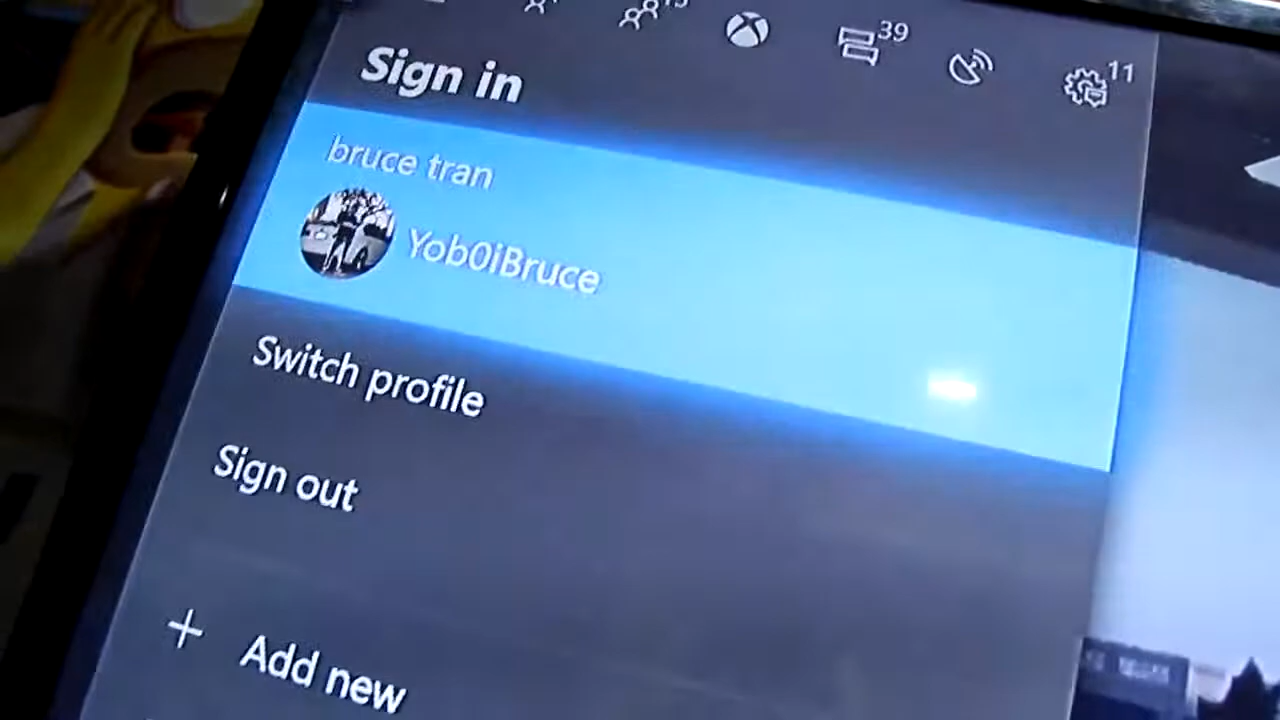 39
11
Sign in
bruce tran
Yob0iBruce
Switch profile
Sign out
+ Add new